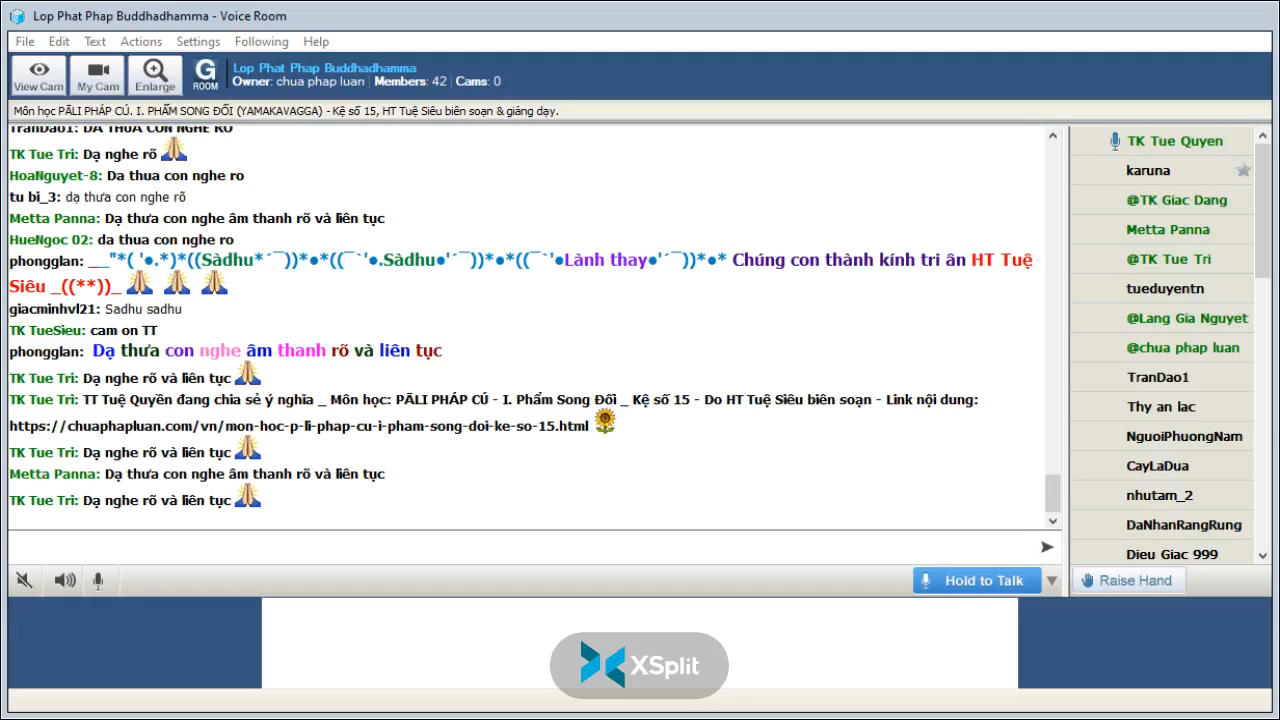 Lop Phat Phap Buddhadhamma - Voice Room
File Edit Text Actions Settings Following Help
View Cam My Cam Enlarge G ROOM
Lop Phat Phap Buddhadhamma
Owner: chua phap luan | Members: 42 | Cams: 0
Môn học PĀLI PHÁP CÚ. I. PHẨM SONG ĐỐI (YAMAKAVAGGA) - Kệ số 15, HT Tuệ Siêu biên soạn & giảng dạy.
TranDao1: DA THUA CON NGHE RO
TK Tue Tri: Dạ nghe rõ
HoaNguyet-8: Da thua con nghe ro
tu bi_3: dạ thưa con nghe rõ
Metta Panna: Dạ thưa con nghe âm thanh rõ và liên tục
HueNgoc 02: da thua con nghe ro
phongglan: __"*( '●.*)*((Sàdhu*´¯))*●*((¯`'●.Sàdhu●'´¯))*●*((¯`'●Lành thay●'´¯))*●* Chúng con thành kính tri ân HT Tuệ
Siêu _((**))_
giacminhvl21: Sadhu sadhu
TK TueSieu: cam on TT
phongglan: Dạ thưa con nghe âm thanh rõ và liên tục
TK Tue Tri: Dạ nghe rõ và liên tục
TK Tue Tri: TT Tuệ Quyền đang chia sẻ ý nghĩa _ Môn học: PĀLI PHÁP CÚ - I. Phẩm Song Đối _ Kệ số 15 - Do HT Tuệ Siêu biên soạn - Link nội dung:
https://chuaphapluan.com/vn/mon-hoc-p-li-phap-cu-i-pham-song-doi-ke-so-15.html
TK Tue Tri: Dạ nghe rõ và liên tục
Metta Panna: Dạ thưa con nghe âm thanh rõ và liên tục
TK Tue Tri: Dạ nghe rõ và liên tục
TK Tue Quyen
karuna
@TK Giac Dang
Metta Panna
@TK Tue Tri
tueduyentn
@Lang Gia Nguyet
@chua phap luan
TranDao1
Thy an lac
NguoiPhuongNam
CayLaDua
nhutam_2
DaNhanRangRung
Dieu Giac 999
Hold to Talk
Raise Hand
XSplit